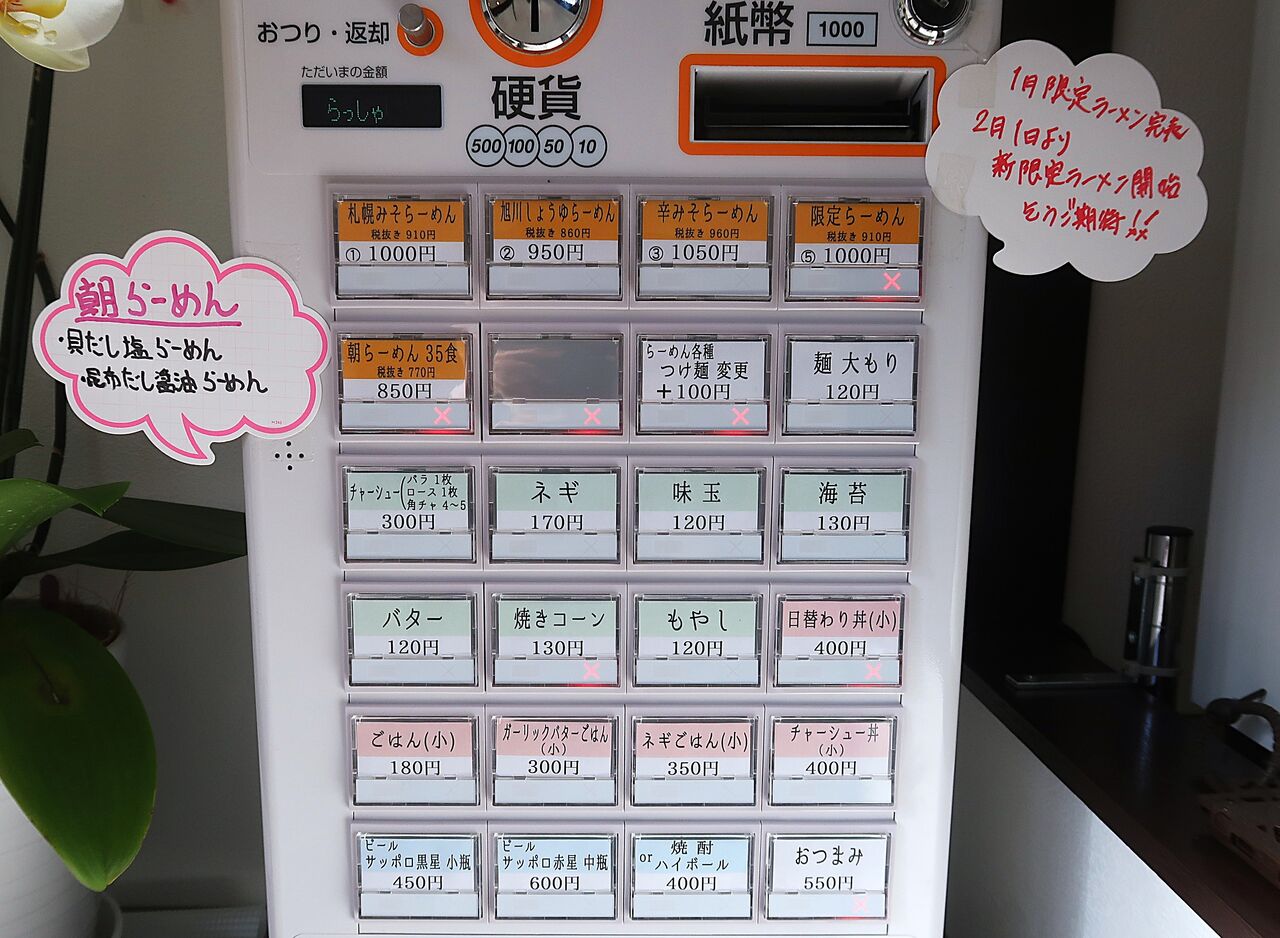 おつり・返却
紙幣 1000
ただいまの金額
らっしゃ
硬貨
500 100 50 10
1月限定ラーメン完売
2月1日より
新限定ラーメン開始
乞うご期待!!
札幌みそらーめん
税抜き 910円
① 1000円
旭川しょうゆらーめん
税抜き 860円
② 950円
辛みそらーめん
税抜き 960円
③ 1050円
限定らーめん
税抜き 910円
⑤ 1000円
×
朝らーめん
・貝だし塩らーめん
・昆布だし醤油らーめん
朝らーめん 35食
税抜き 770円
850円
×
×
らーめん各種
つけ麺 変更
+100円
×
麺 大もり
120円
チャーシュー(バラ 1枚
ロース 1枚
角チャ 4〜5
300円
ネギ
170円
味玉
120円
海苔
130円
バター
120円
焼きコーン
130円
×
もやし
120円
日替わり丼(小)
400円
×
ごはん(小)
180円
ガーリックバターごはん
(小)
300円
ネギごはん(小)
350円
チャーシュー丼
(小)
400円
ビール
サッポロ黒星 小瓶
450円
ビール
サッポロ赤星 中瓶
600円
焼酎
orハイボール
400円
おつまみ
550円
×